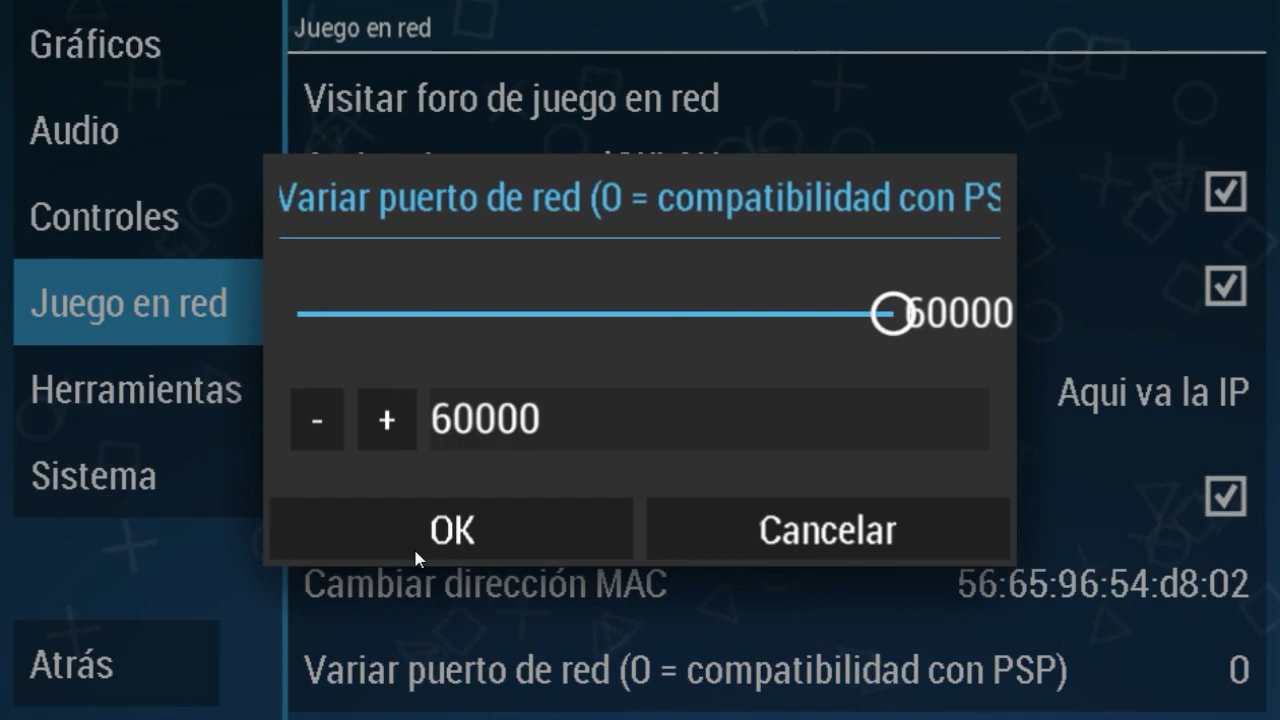 Gráficos
Audio
Controles
Juego en red
Herramientas
Sistema
Atrás
Juego en red
Visitar foro de juego en red
Variar puerto de red (0 = compatibilidad con PS
60000
- + 60000
OK Cancelar
Aqui va la IP
Cambiar dirección MAC 56:65:96:54:d8:02
Variar puerto de red (0 = compatibilidad con PSP) 0